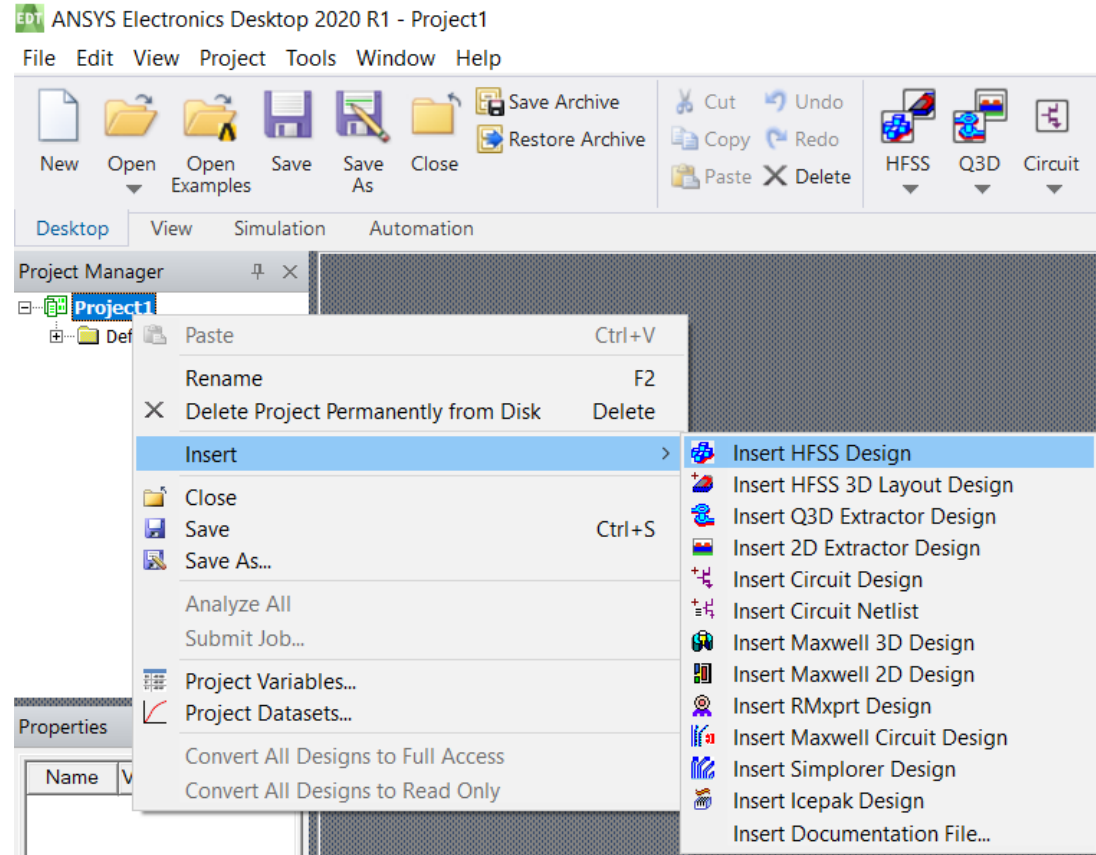 EDT ANSYS Electronics Desktop 2020 R1 - Project1
File Edit View Project Tools Window Help
New
Open
Open Examples
Save
Save As
Close
Save Archive
Restore Archive
Cut
Copy
Paste
Undo
Redo
Delete
HFSS
Q3D
Circuit
Desktop View Simulation Automation
Project Manager
Project1
Def
Paste Ctrl+V
Rename F2
Delete Project Permanently from Disk Delete
Insert
Close
Save Ctrl+S
Save As...
Analyze All
Submit Job...
Project Variables...
Project Datasets...
Convert All Designs to Full Access
Convert All Designs to Read Only
Insert HFSS Design
Insert HFSS 3D Layout Design
Insert Q3D Extractor Design
Insert 2D Extractor Design
Insert Circuit Design
Insert Circuit Netlist
Insert Maxwell 3D Design
Insert Maxwell 2D Design
Insert RMxprt Design
Insert Maxwell Circuit Design
Insert Simplorer Design
Insert Icepak Design
Insert Documentation File...
Properties
Name V